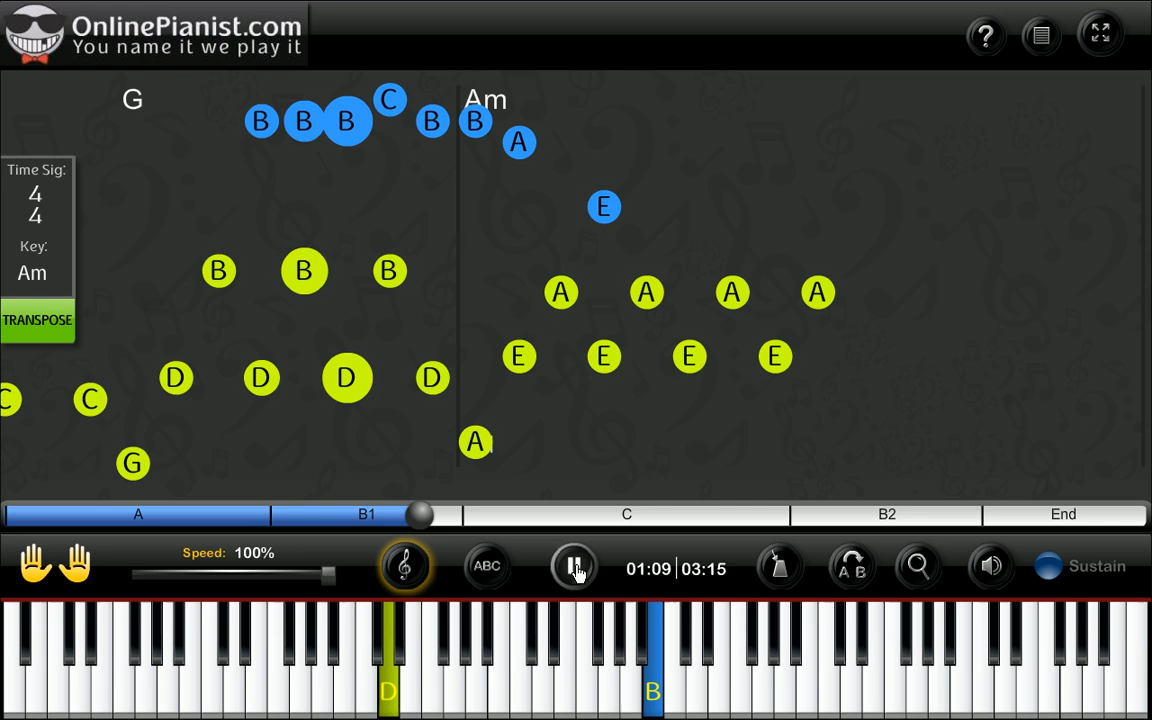 OnlinePianist.com
You name it we play it
?
G
Am
C
B B B B B
A
Time Sig:
4
4
E
Key:
Am
B B B
A A A A
TRANSPOSE
E E E E
D D D D
C C
A
G
A B1 C B2 End
Speed: 100%
ABC
01:09 03:15
A B
Sustain
D B